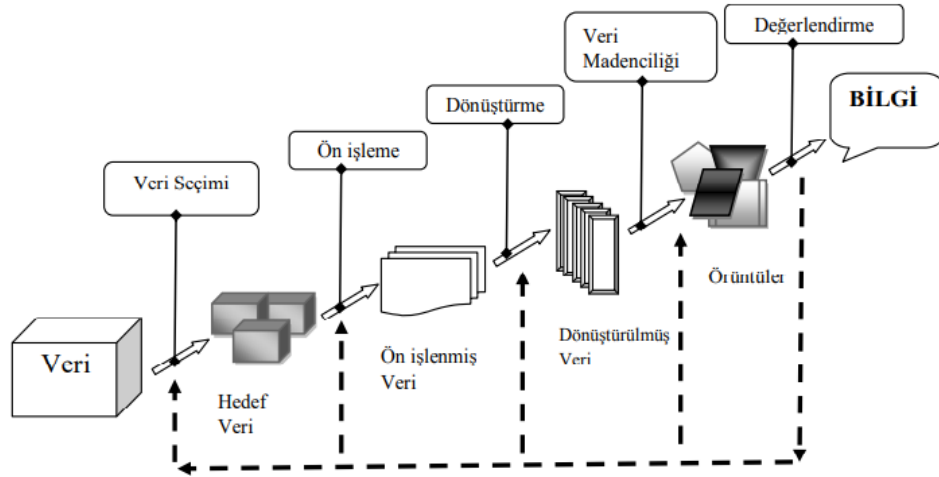 Değerlendirme
Veri
Madenciliği
BİLGİ
Dönüştürme
Ön işleme
Veri Seçimi
Örüntüler
Dönüştürülmüş
Veri
Ön işlenmiş
Veri
Veri
Hedef
Veri